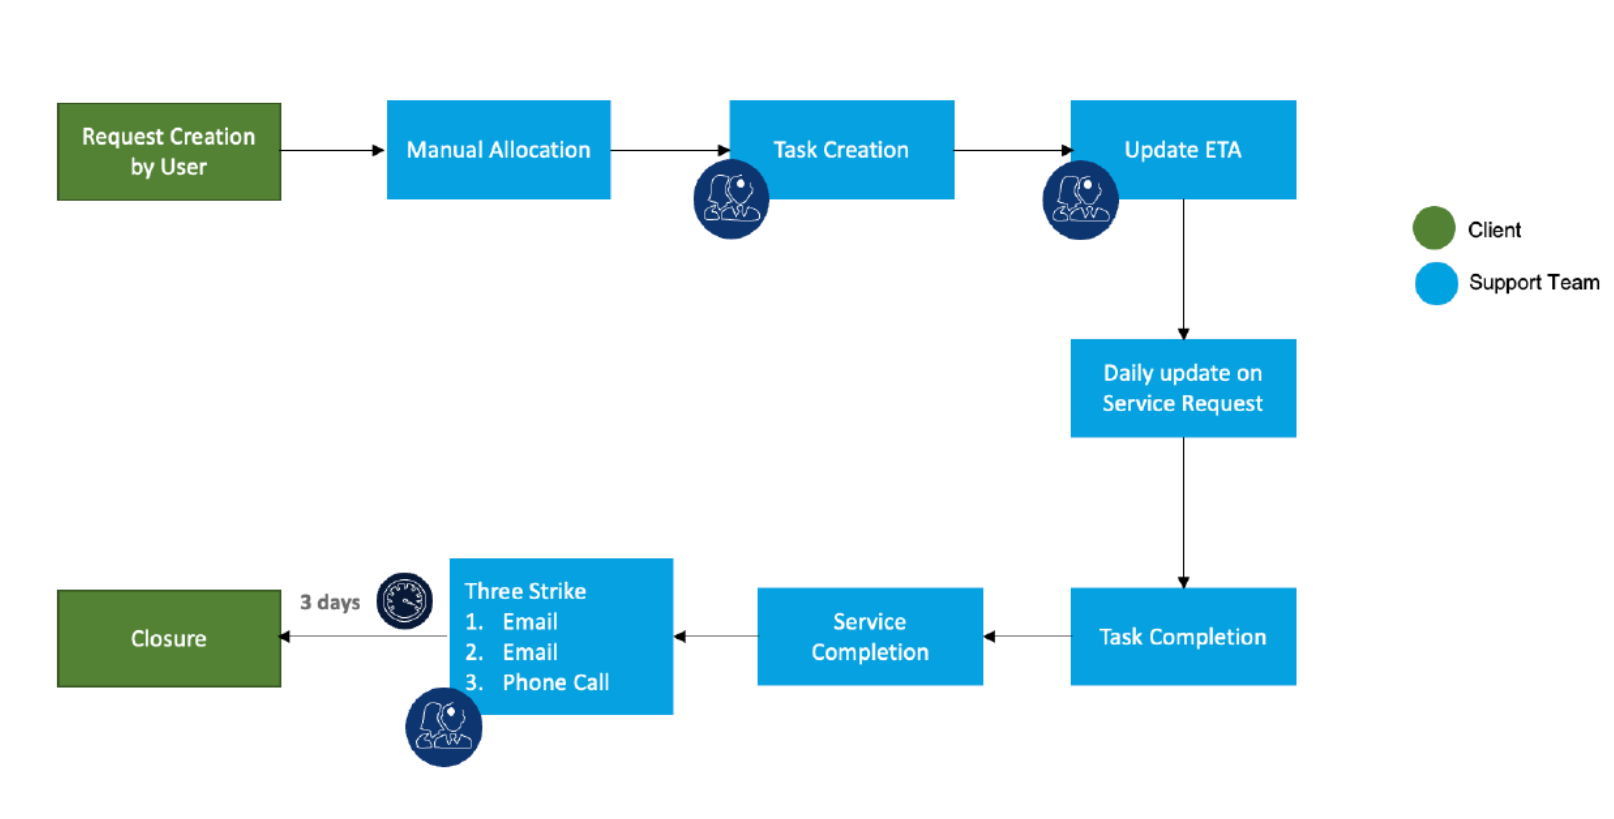 Request Creation
by User
Manual Allocation
Task Creation
Update ETA
Client
Support Team
Daily update on
Service Request
Task Completion
Service
Completion
Three Strike
1. Email
2. Email
3. Phone Call
3 days
Closure